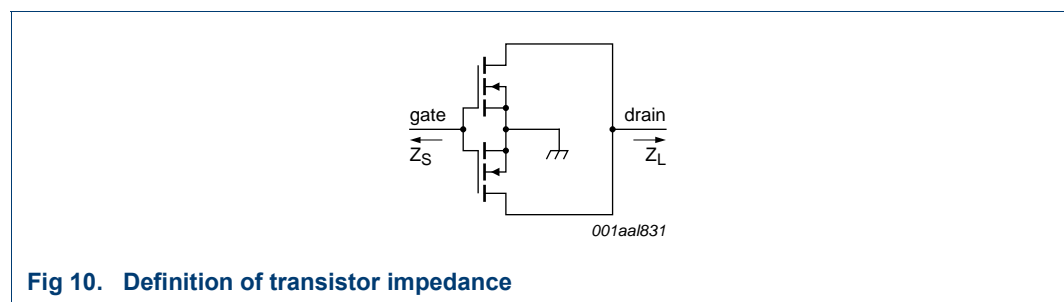 gate
Z_S
drain
Z_L
001aal831
Fig 10. Definition of transistor impedance